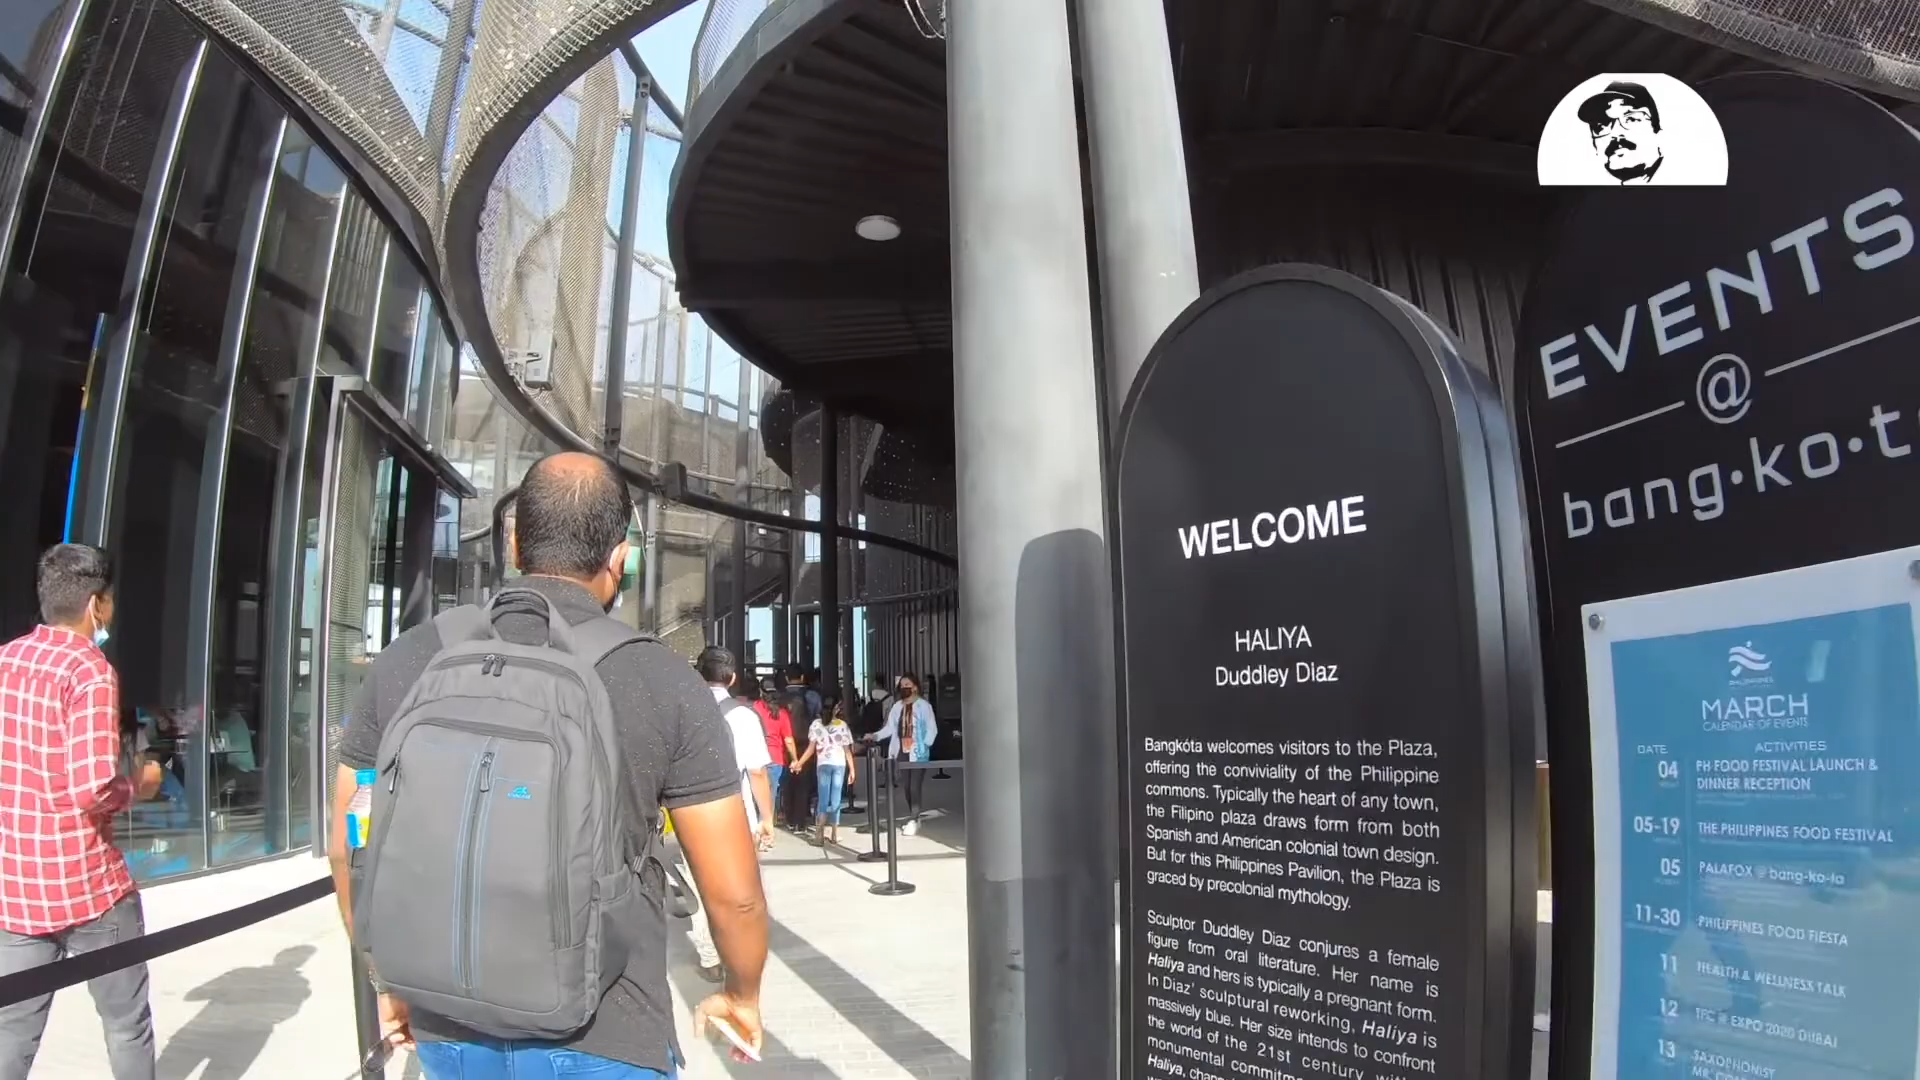 WELCOME
HALIYA
Duddley Diaz
Bangkóta welcomes visitors to the Plaza,
offering the conviviality of the Philippine
commons. Typically the heart of any town,
the Filipino plaza draws form from both
Spanish and American colonial town design.
But for this Philippines Pavilion, the Plaza is
graced by precolonial mythology.
Sculptor Duddley Diaz conjures a female
figure from oral literature. Her name is
Haliya and hers is typically a pregnant form.
In Diaz' sculptural reworking, Haliya is
massively blue. Her size intends to confront
the world of the 21st century with
monumental
Haliya,
EVENTS
@
bang·ko·t
PHILIPPINES
MARCH
CALENDAR OF EVENTS
DATE ACTIVITIES
04 PH FOOD FESTIVAL LAUNCH &
DINNER RECEPTION
05-19 THE PHILIPPINES FOOD FESTIVAL
05 PALAFOX @ bang-ko-ta
11-30 PHILIPPINES FOOD FIESTA
11 HEALTH & WELLNESS TALK
12 TFC @ EXPO 2020 DUBAI
13 SAXOPHONIST